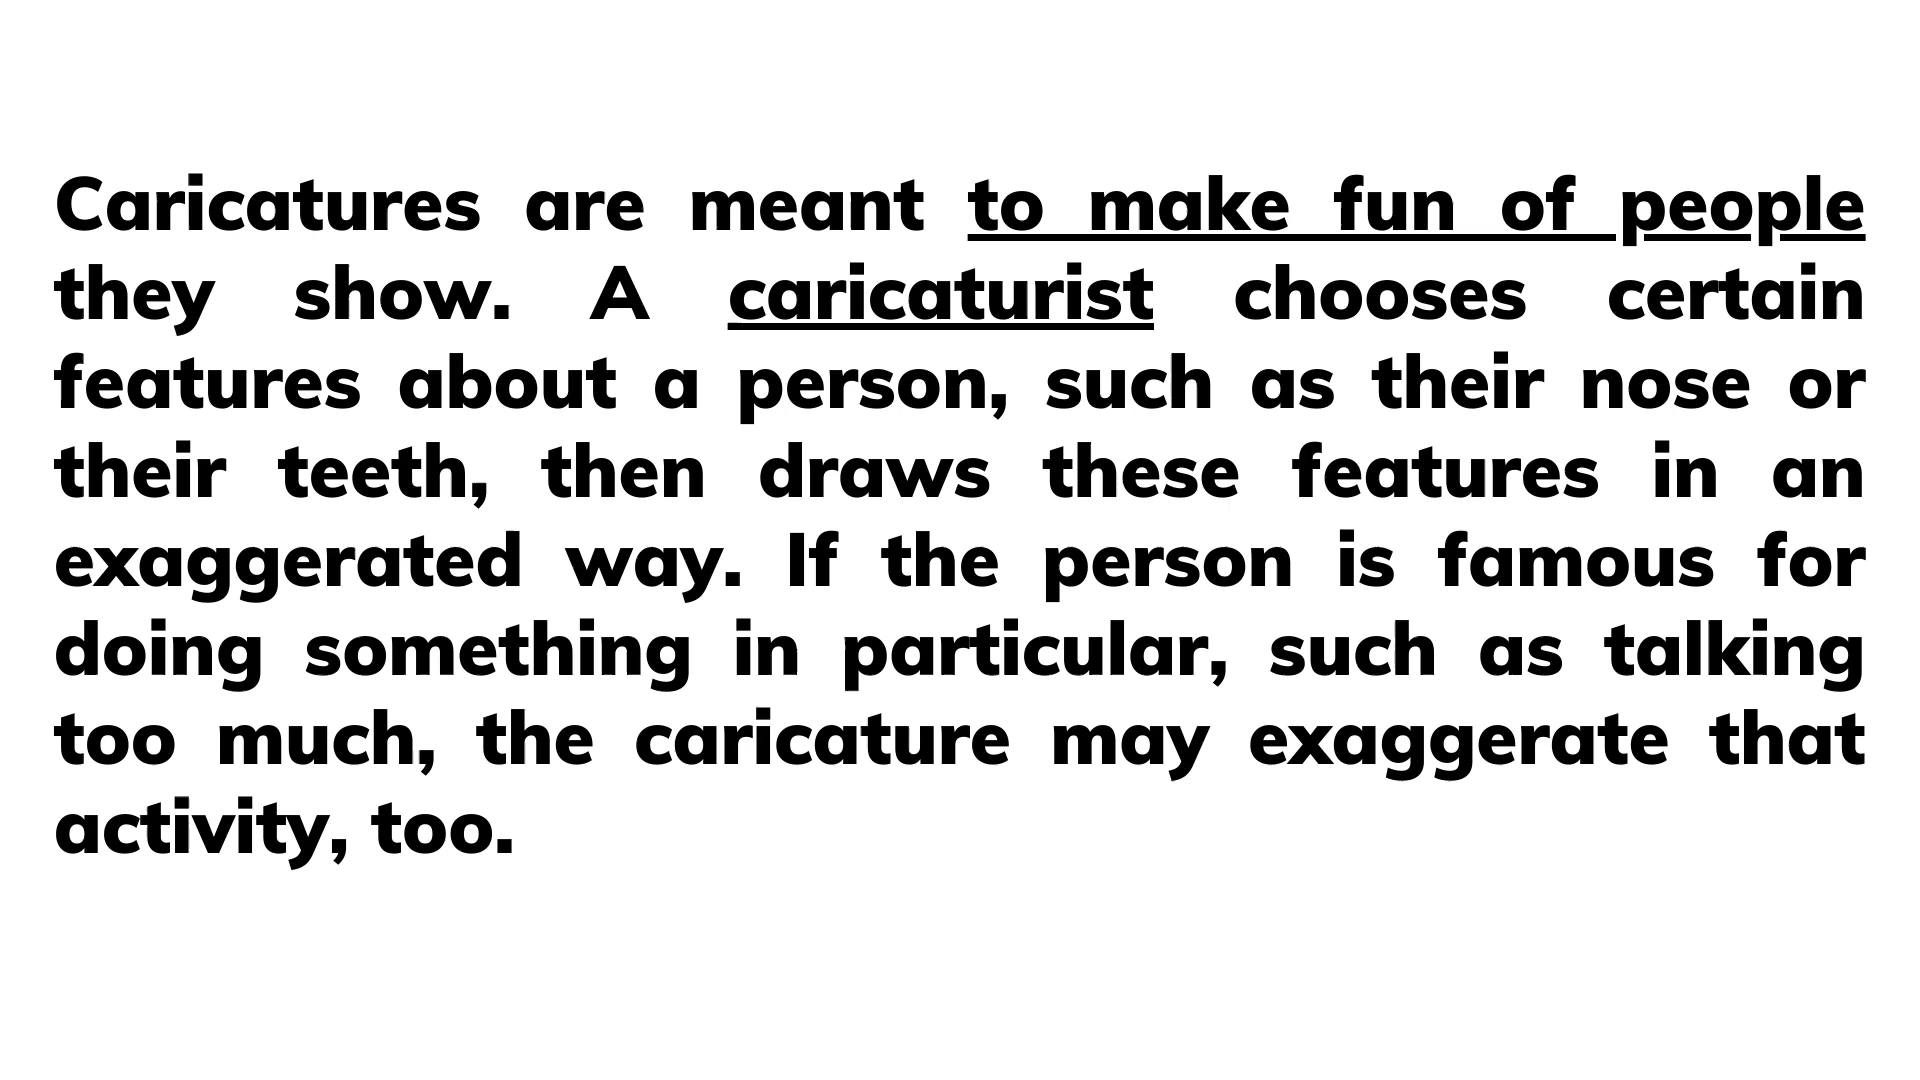 Caricatures are meant to make fun of people
they show. A caricaturist chooses certain
features about a person, such as their nose or
their teeth, then draws these features in an
exaggerated way. If the person is famous for
doing something in particular, such as talking
too much, the caricature may exaggerate that
activity, too.